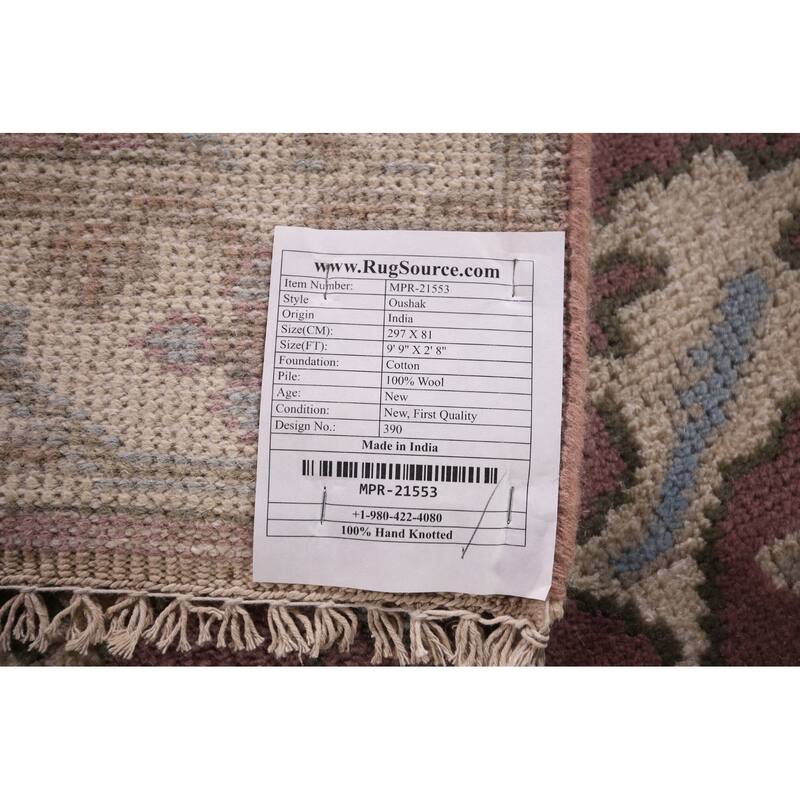 www.RugSource.com
Item Number: MPR-21553
Style Oushak
Origin India
Size(CM): 297 X 81
Size(FT): 9' 9" X 2' 8"
Foundation: Cotton
Pile: 100% Wool
Age: New
Condition: New, First Quality
Design No.: 390
Made in India
MPR-21553
+1-980-422-4080
100% Hand Knotted